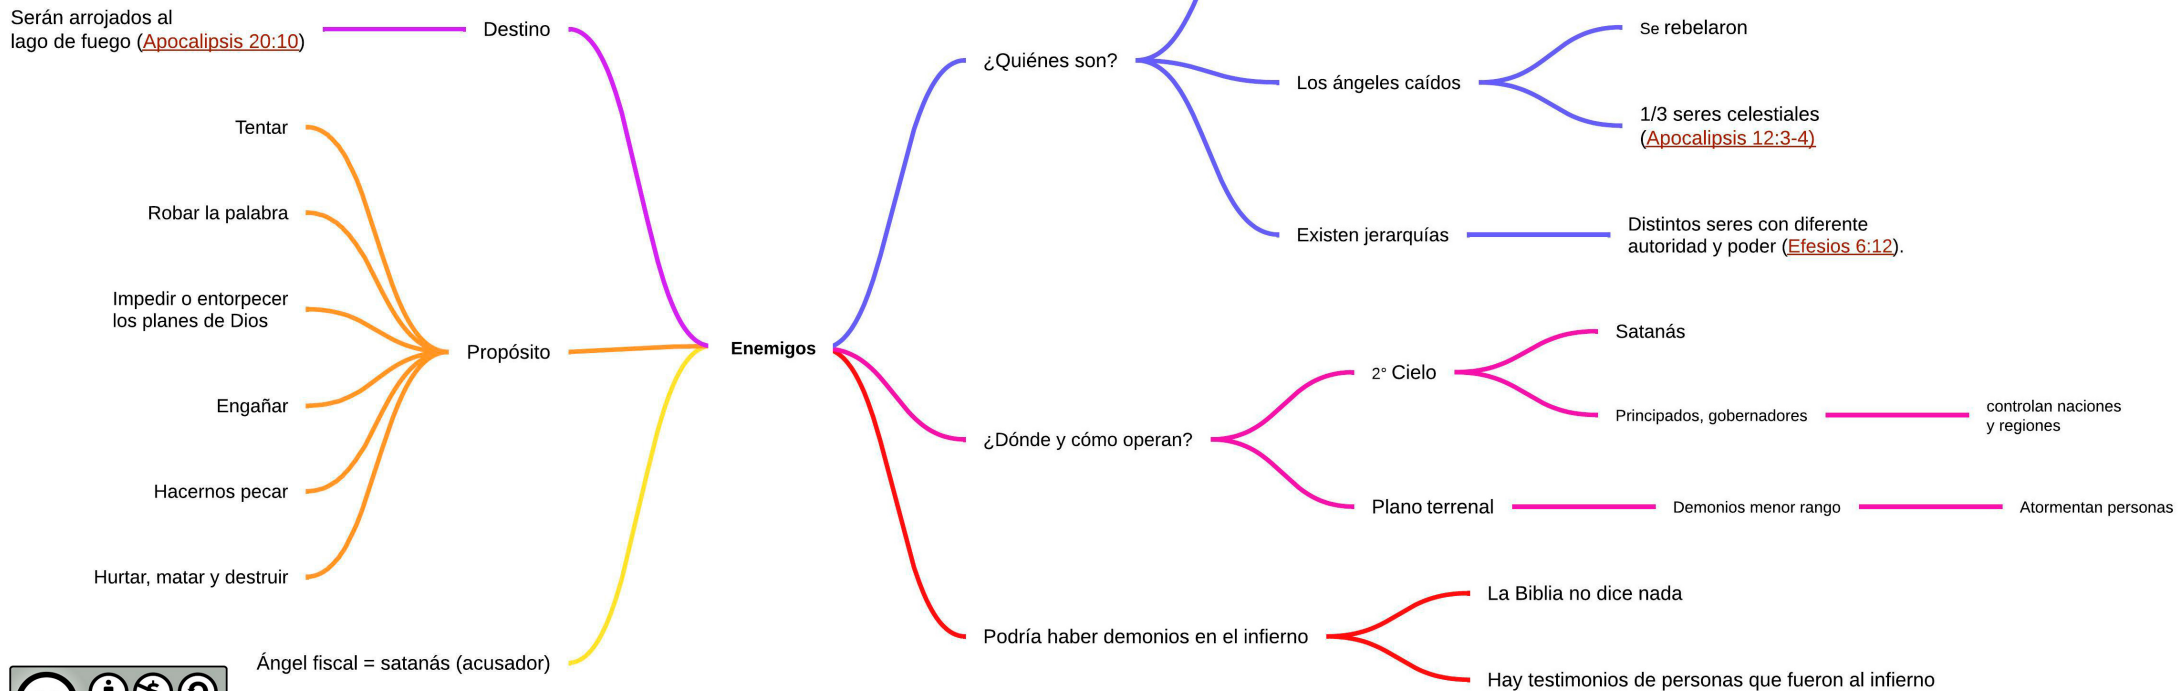 Serán arrojados al
lago de fuego (Apocalipsis 20:10)
Destino
Tentar
Robar la palabra
Impedir o entorpecer
los planes de Dios
Engañar
Hacernos pecar
Hurtar, matar y destruir
Propósito
Ángel fiscal = satanás (acusador)
Enemigos
¿Quiénes son?
Los ángeles caídos
Se rebelaron
1/3 seres celestiales
(Apocalipsis 12:3-4)
Existen jerarquías
Distintos seres con diferente
autoridad y poder (Efesios 6:12).
¿Dónde y cómo operan?
2° Cielo
Satanás
Principados, gobernadores
controlan naciones
y regiones
Plano terrenal
Demonios menor rango
Atormentan personas
Podría haber demonios en el infierno
La Biblia no dice nada
Hay testimonios de personas que fueron al infierno